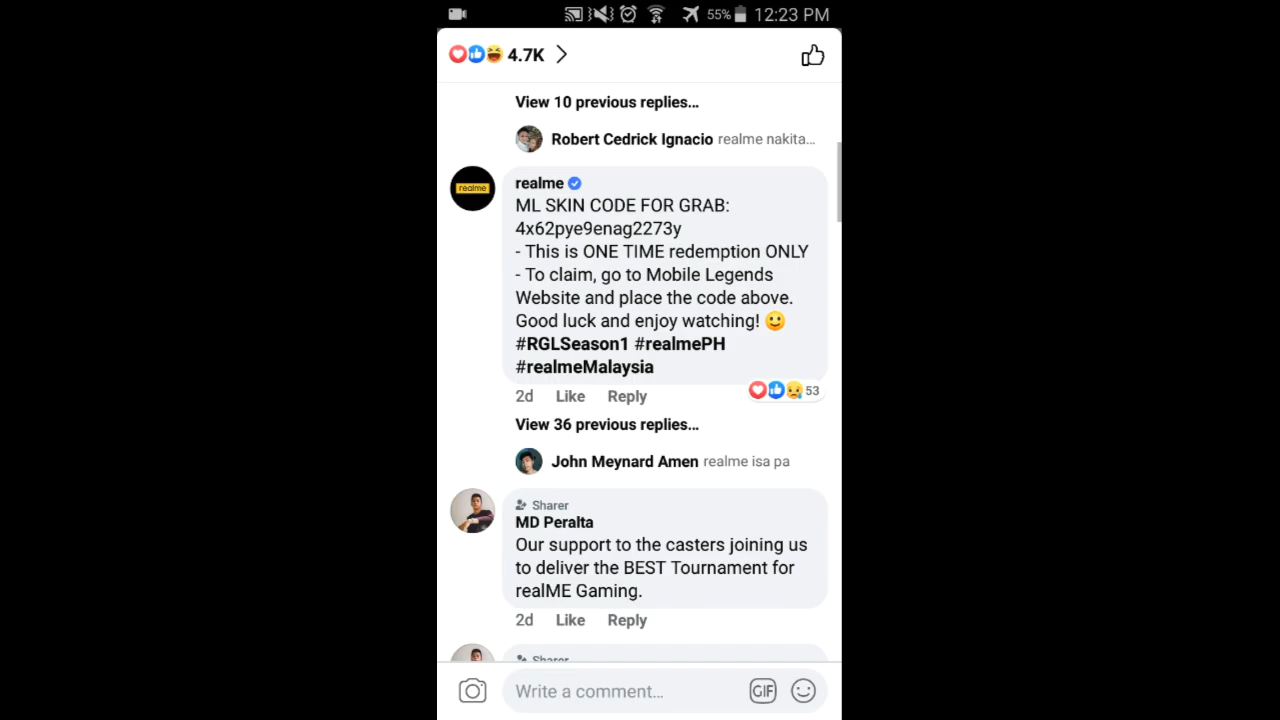 55% 12:23 PM
4.7K
View 10 previous replies...
Robert Cedrick Ignacio realme nakita...
realme
realme
ML SKIN CODE FOR GRAB:
4x62pye9enag2273y
- This is ONE TIME redemption ONLY
- To claim, go to Mobile Legends
Website and place the code above.
Good luck and enjoy watching! 🙂
#RGLSeason1 #realmePH
#realmeMalaysia
2d Like Reply 53
View 36 previous replies...
John Meynard Amen realme isa pa
Sharer
MD Peralta
Our support to the casters joining us
to deliver the BEST Tournament for
realME Gaming.
2d Like Reply
Sharer
Write a comment... GIF